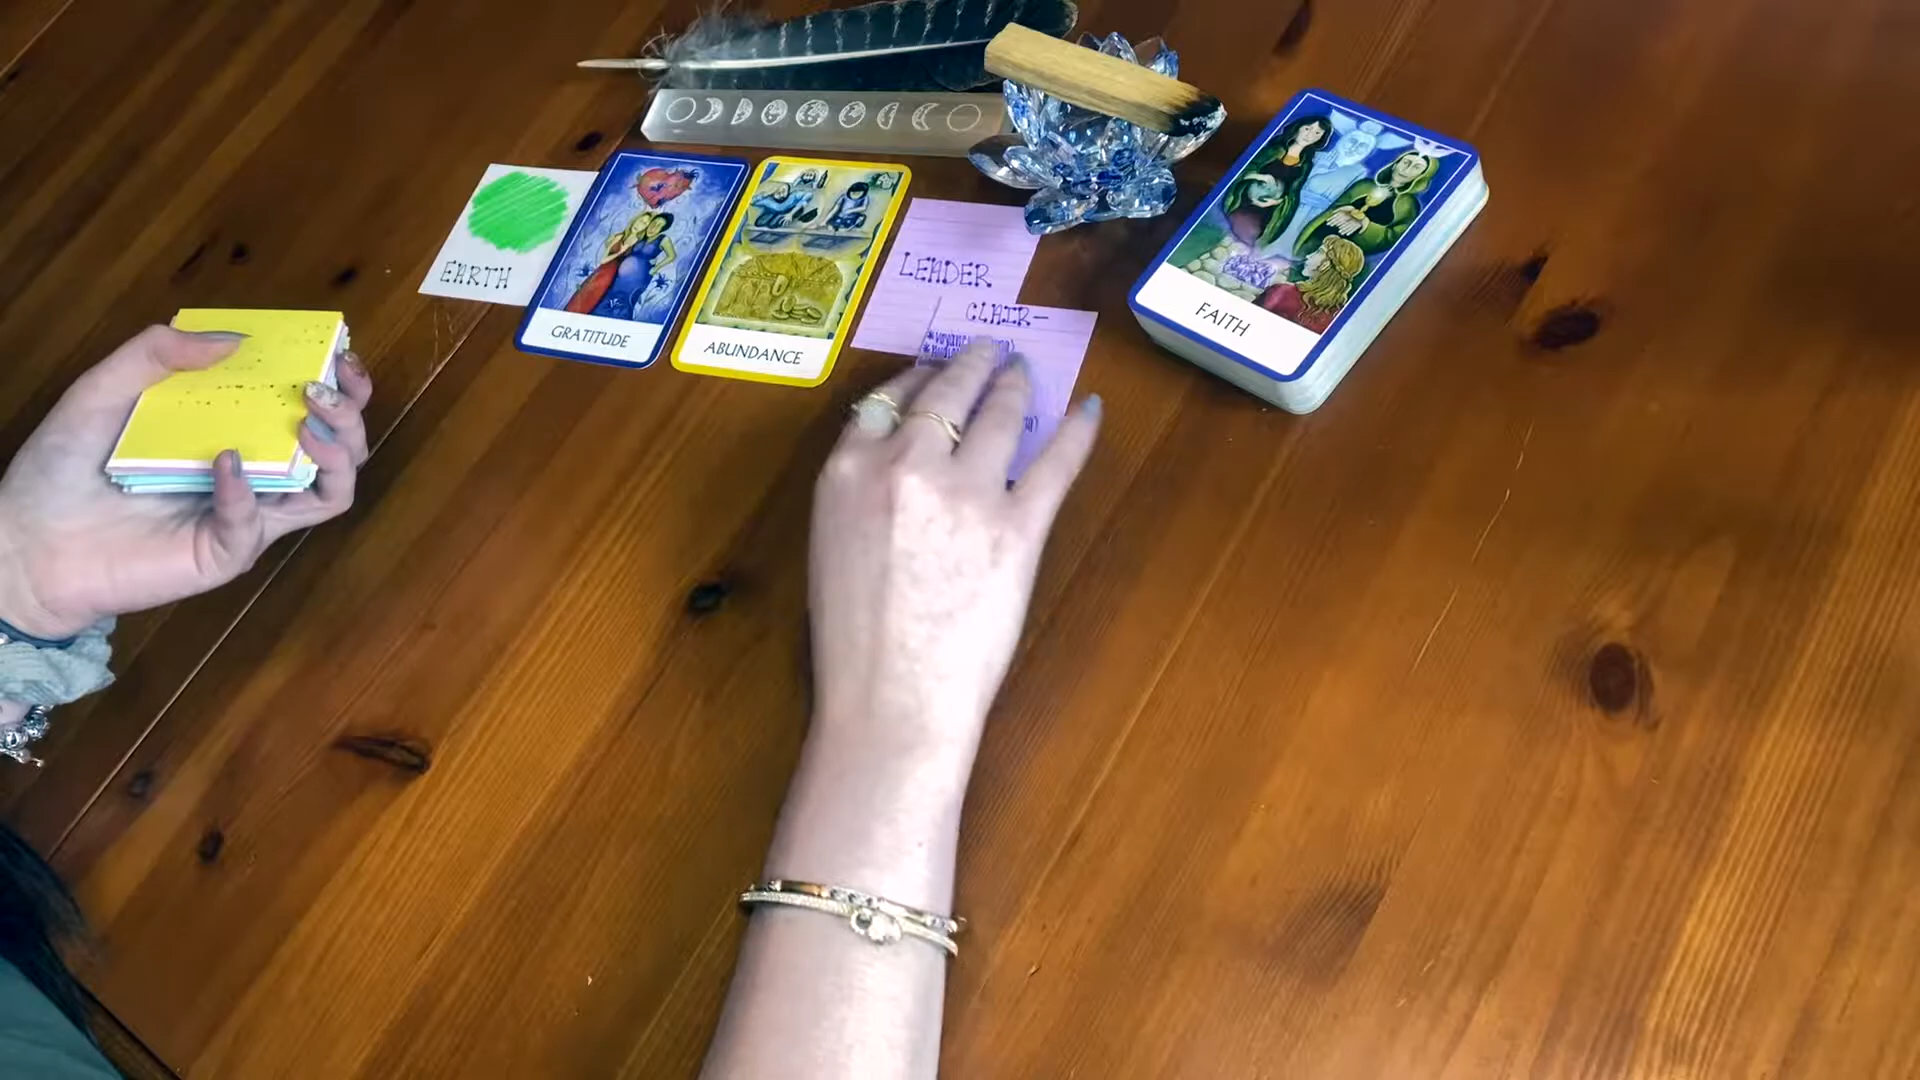 EARTH
GRATITUDE
ABUNDANCE
LEADER
CLAIR-
FAITH